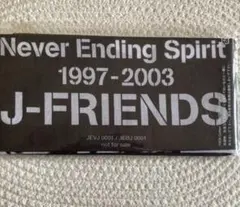 Never Ending Spirit
1997-2003
J-FRIENDS
not for sale